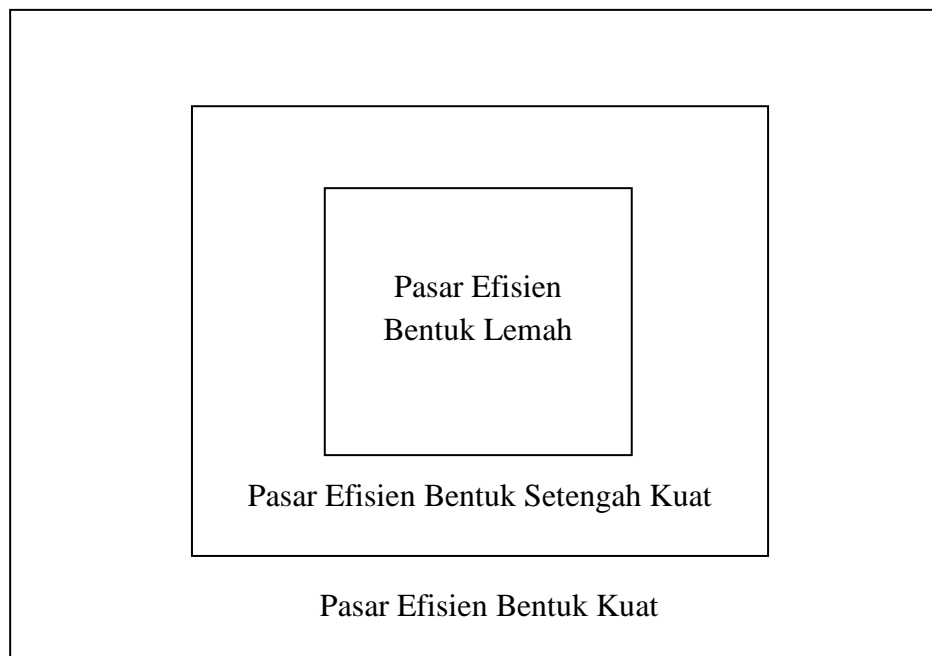 Pasar Efisien
Bentuk Lemah
Pasar Efisien Bentuk Setengah Kuat
Pasar Efisien Bentuk Kuat